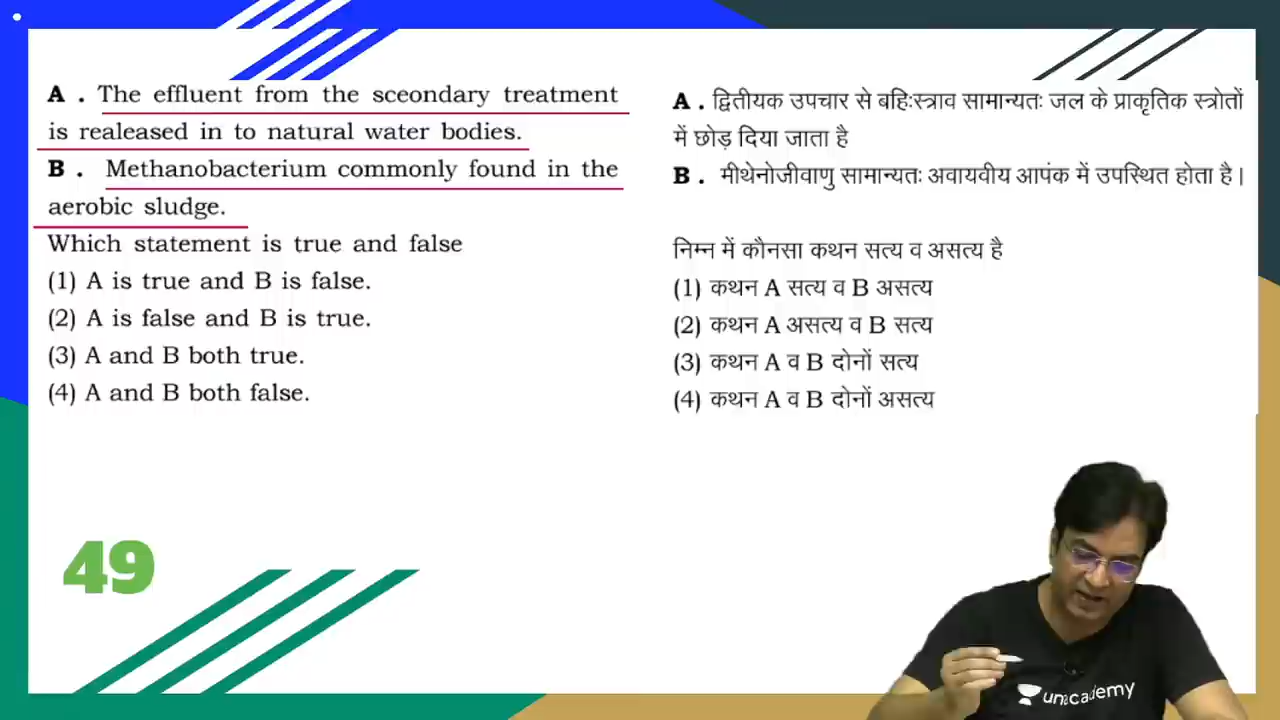 A . The effluent from the sceondary treatment
is realeased in to natural water bodies.
B . Methanobacterium commonly found in the
aerobic sludge.
Which statement is true and false
(1) A is true and B is false.
(2) A is false and B is true.
(3) A and B both true.
(4) A and B both false.
A . द्वितीयक उपचार से बहिःस्त्राव सामान्यतः जल के प्राकृतिक स्त्रोतों
में छोड़ दिया जाता है
B . मीथेनोजीवाणु सामान्यतः अवायवीय आपंक में उपस्थित होता है।
निम्न में कौनसा कथन सत्य व असत्य है
(1) कथन A सत्य व B असत्य
(2) कथन A असत्य व B सत्य
(3) कथन A व B दोनों सत्य
(4) कथन A व B दोनों असत्य
49
unacademy